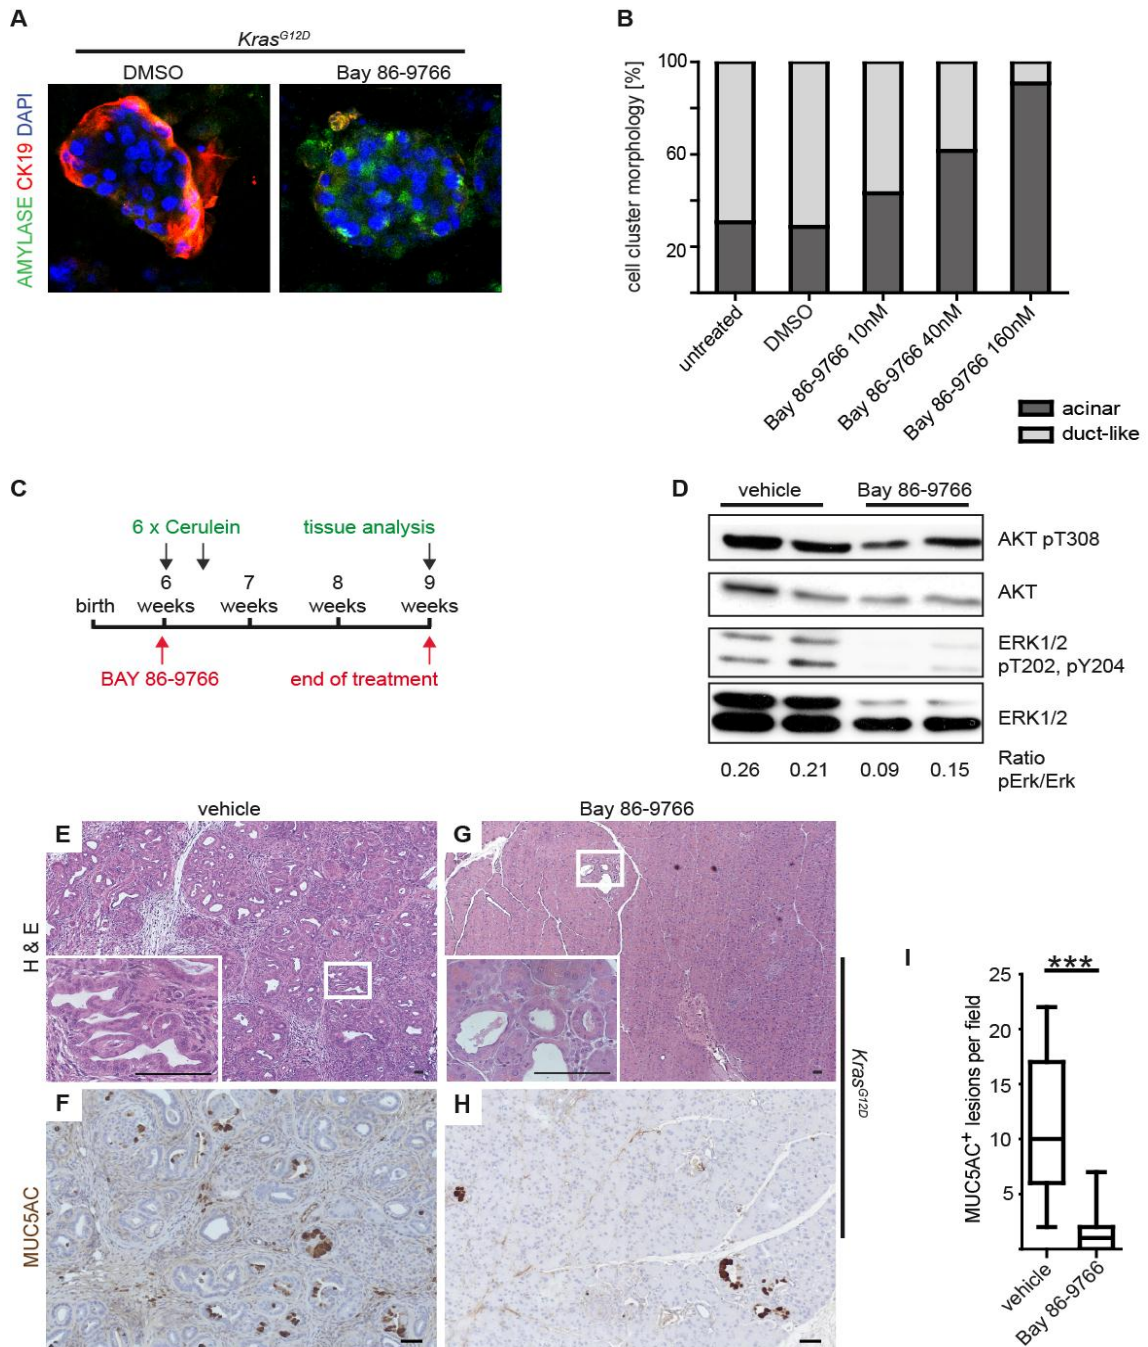 A
Kras^G12D
DMSO
Bay 86-9766
AMYLASE CK19 DAPI
B
cell cluster morphology [%]
100
60
20
untreated
DMSO
Bay 86-9766 10nM
Bay 86-9766 40nM
Bay 86-9766 160nM
acinar
duct-like
C
6 x Cerulein
tissue analysis
6
7
8
9
birth
weeks
weeks
weeks
weeks
BAY 86-9766
end of treatment
D
vehicle
Bay 86-9766
AKT pT308
AKT
ERK1/2
pT202, pY204
ERK1/2
0.26 0.21 0.09 0.15
Ratio
pErk/Erk
vehicle
Bay 86-9766
E
G
H & E
F
H
MUC5AC
Kras^G12D
I
***
MUC5AC+ lesions per field
25
20
15
10
5
vehicle
Bay 86-9766